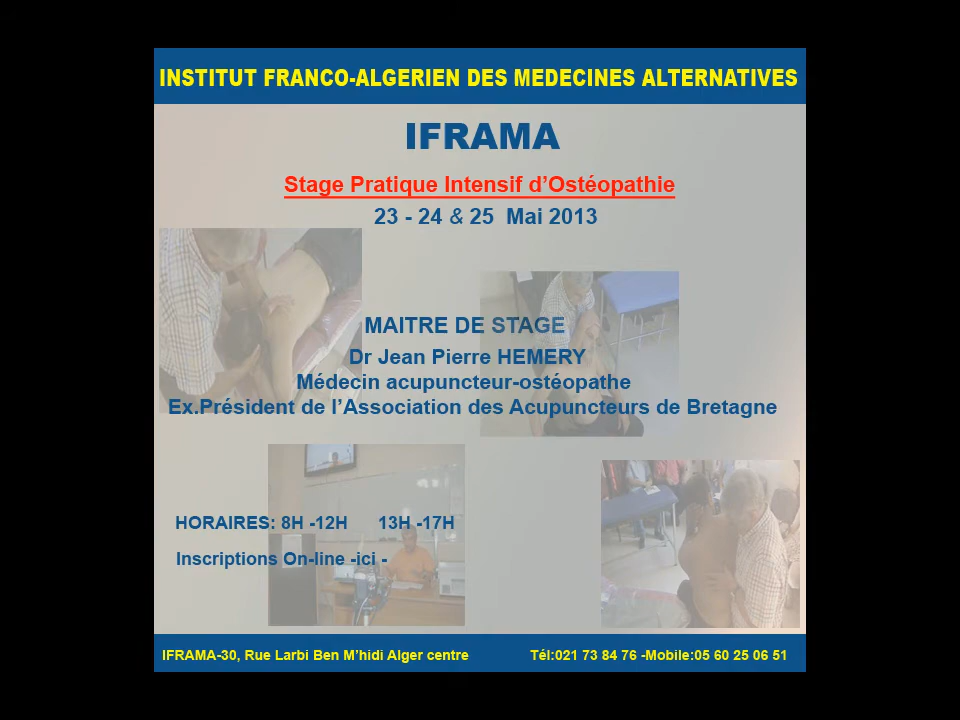 INSTITUT FRANCO-ALGERIEN DES MEDECINES ALTERNATIVES
IFRAMA
Stage Pratique Intensif d’Ostéopathie
23 - 24 & 25 Mai 2013
MAITRE DE STAGE
Dr Jean Pierre HEMERY
Médecin acupuncteur-ostéopathe
Ex.Président de l’Association des Acupuncteurs de Bretagne
HORAIRES: 8H -12H 13H -17H
Inscriptions On-line -ici -
IFRAMA-30, Rue Larbi Ben M’hidi Alger centre Tél:021 73 84 76 -Mobile:05 60 25 06 51